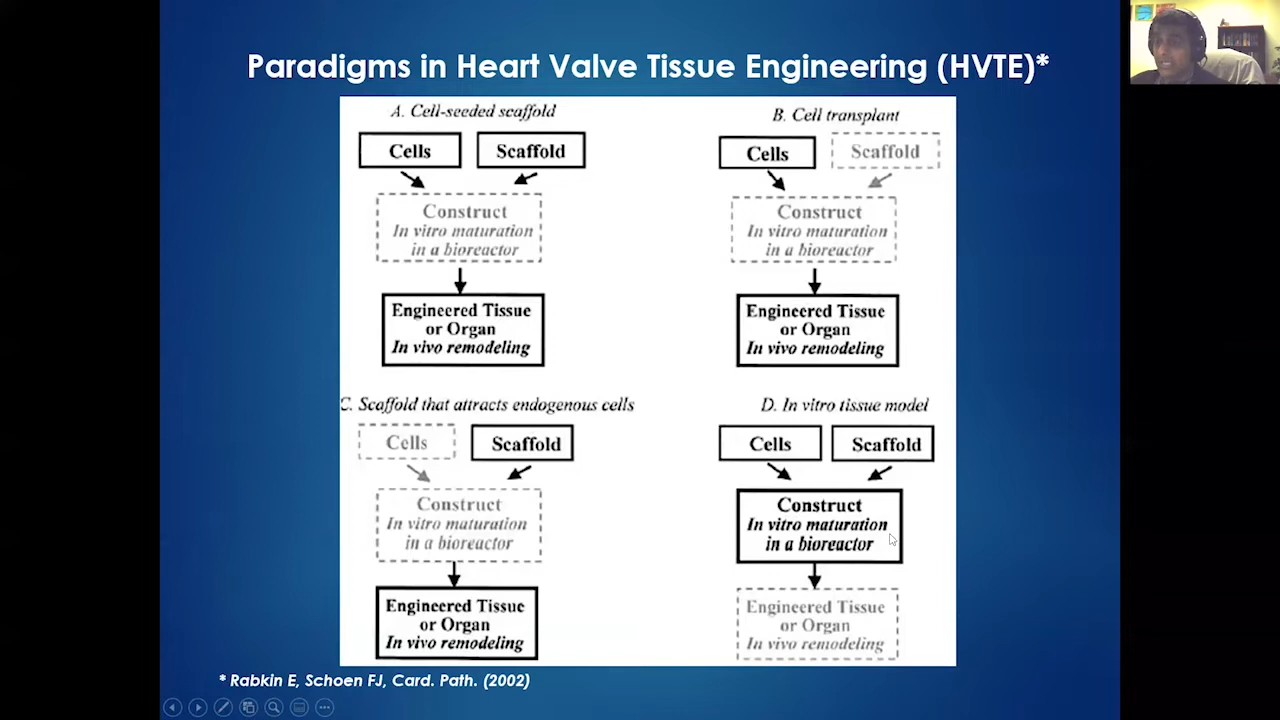 Paradigms in Heart Valve Tissue Engineering (HVTE)*
A. Cell-seeded scaffold
Cells
Scaffold
Construct
In vitro maturation
in a bioreactor
Engineered Tissue
or Organ
In vivo remodeling
B. Cell transplant
Cells
Scaffold
Construct
In vitro maturation
in a bioreactor
Engineered Tissue
or Organ
In vivo remodeling
C. Scaffold that attracts endogenous cells
Cells
Scaffold
Construct
In vitro maturation
in a bioreactor
Engineered Tissue
or Organ
In vivo remodeling
D. In vitro tissue model
Cells
Scaffold
Construct
In vitro maturation
in a bioreactor
Engineered Tissue
or Organ
In vivo remodeling
* Rabkin E, Schoen FJ, Card. Path. (2002)